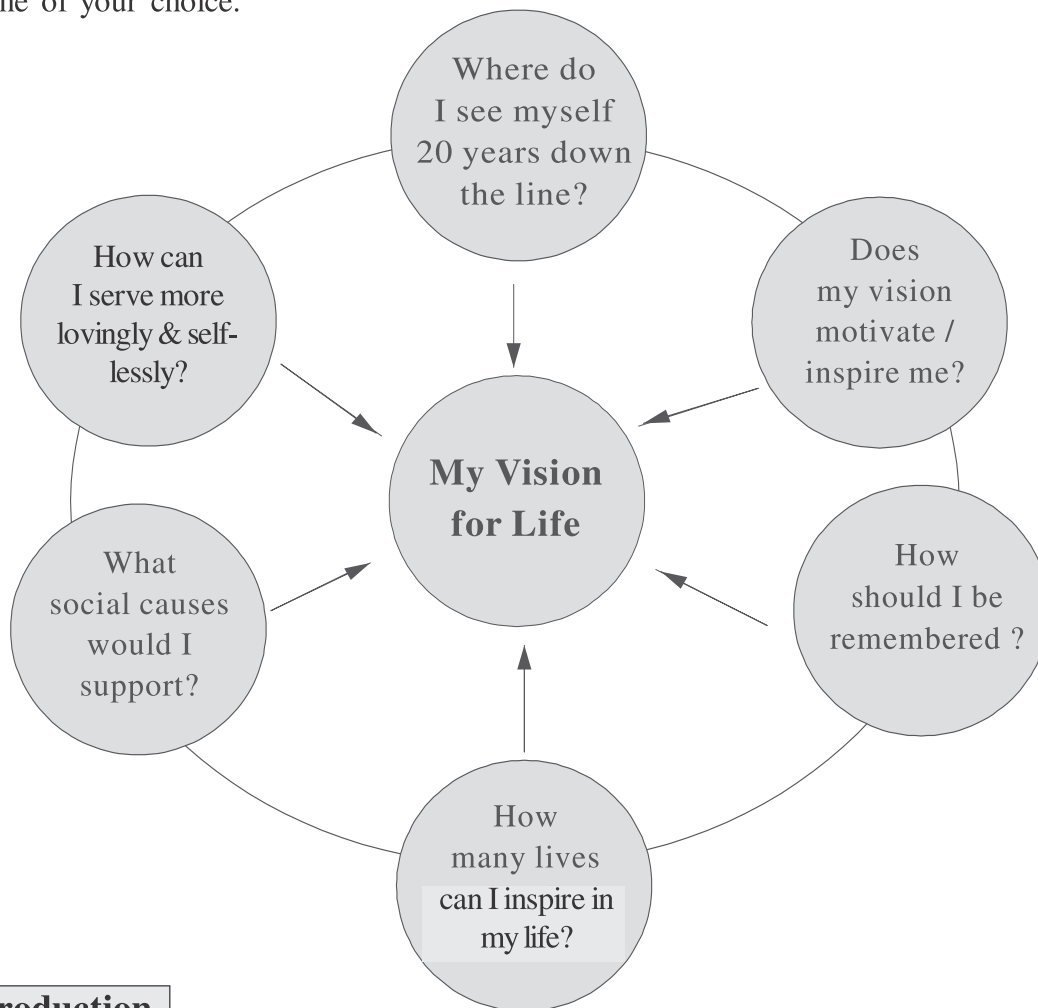 of your choice.
Where do
I see myself
20 years down
the line?
Does
my vision
motivate /
inspire me?
How
should I be
remembered ?
How
many lives
can I inspire in
my life?
What
social causes
would I
support?
How can
I serve more
lovingly & self-
lessly?
My Vision
for Life